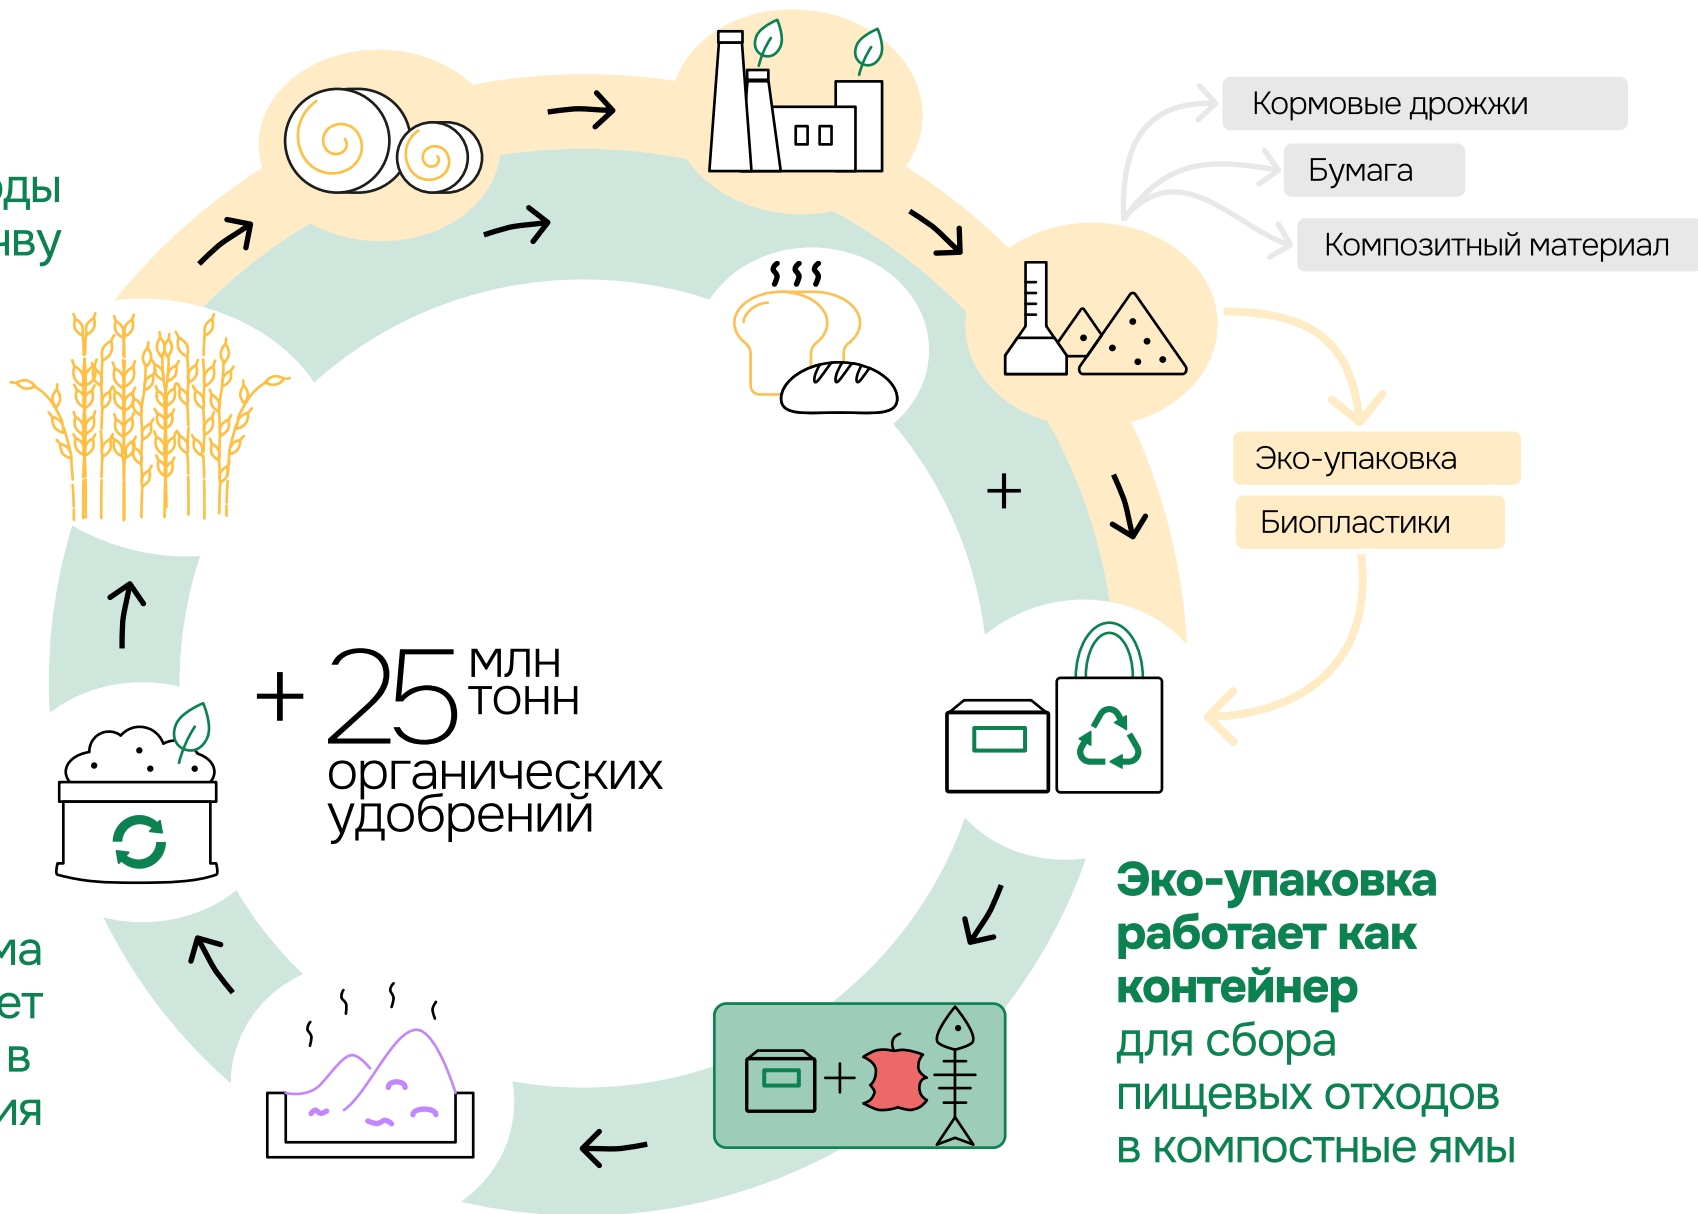 Кормовые дрожжи
Бумага
Композитный материал
Эко-упаковка
Биопластики
+ 25 млн
тонн
органических
удобрений
Эко-упаковка
работает как
контейнер
для сбора
пищевых отходов
в компостные ямы
в